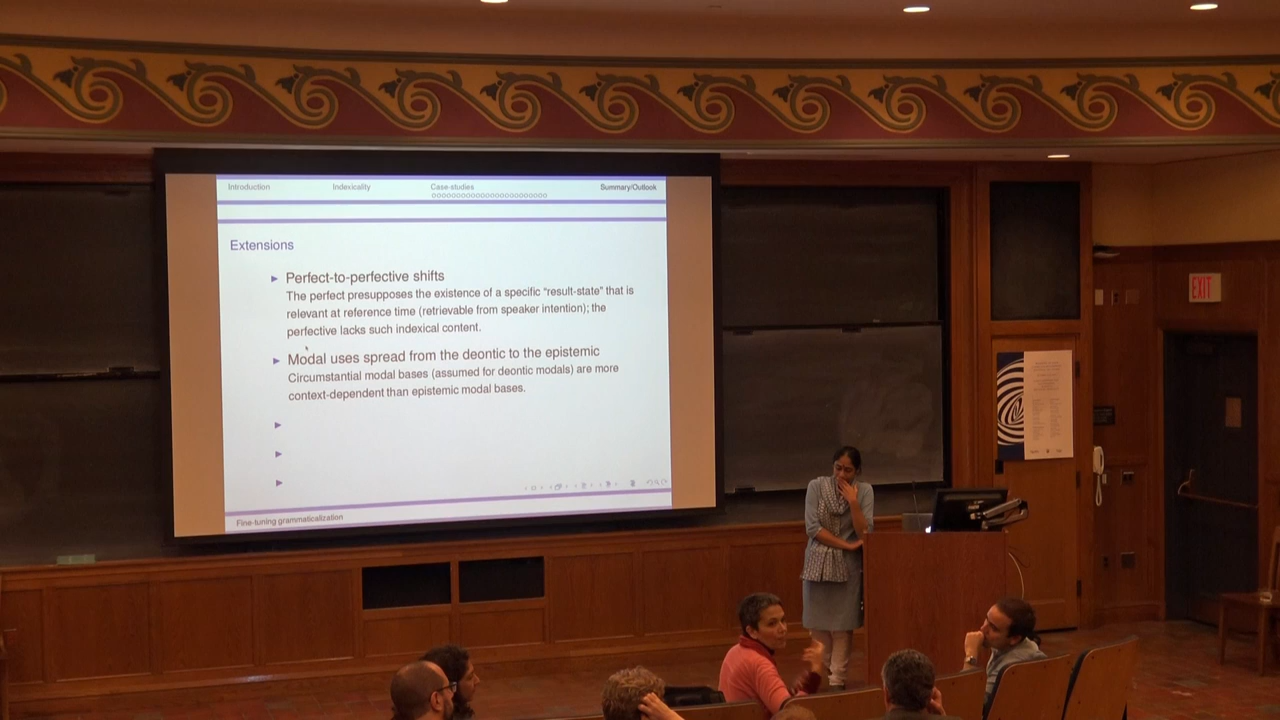 Introduction Indexicality Case-studies Summary/Outlook
Extensions
Perfect-to-perfective shifts
The perfect presupposes the existence of a specific “result-state” that is
relevant at reference time (retrievable from speaker intention); the
perfective lacks such indexical content.
Modal uses spread from the deontic to the epistemic
Circumstantial modal bases (assumed for deontic modals) are more
context-dependent than epistemic modal bases.
Fine-tuning grammaticalization
EXIT